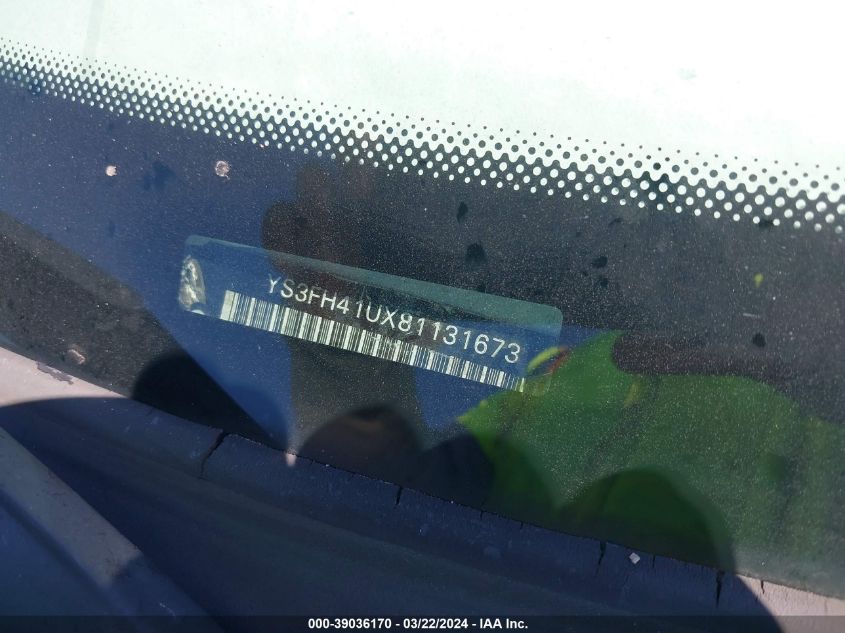 YS3FH41UX81131673
000-39036170 - 03/22/2024 - IAA Inc.